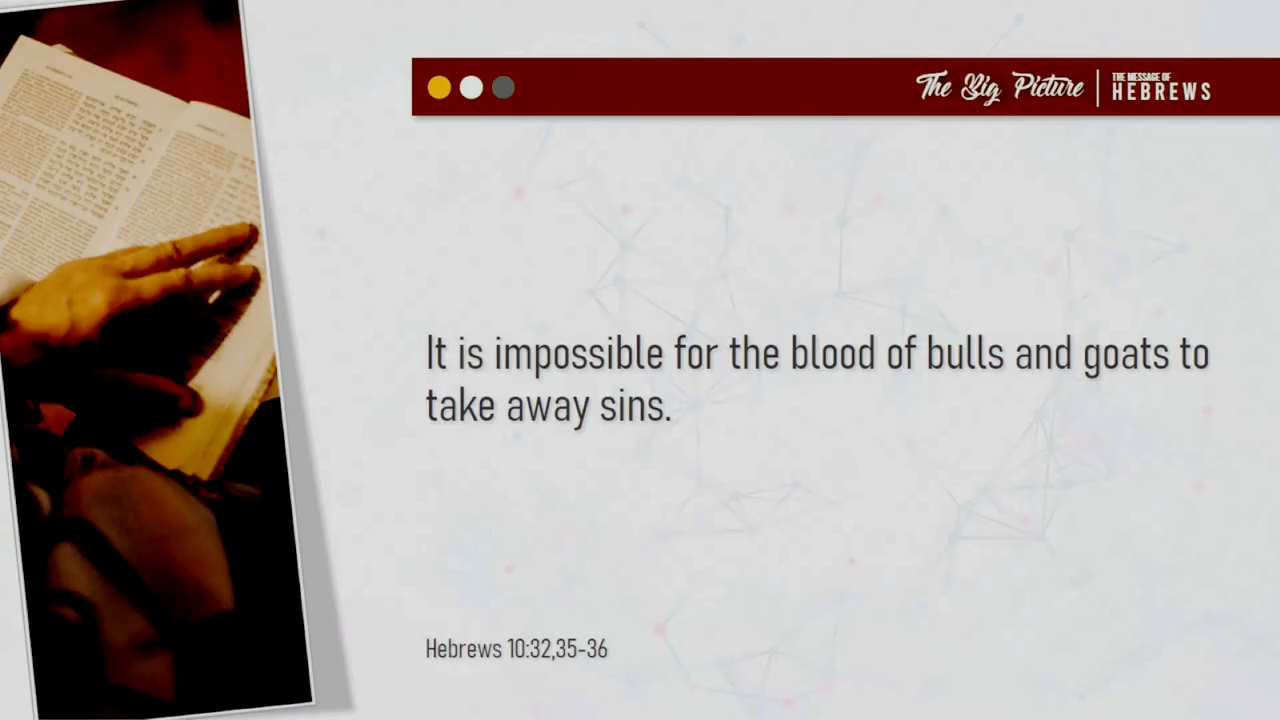 The Big Picture
THE MESSAGE OF
HEBREWS
It is impossible for the blood of bulls and goats to
take away sins.
Hebrews 10:32,35-36